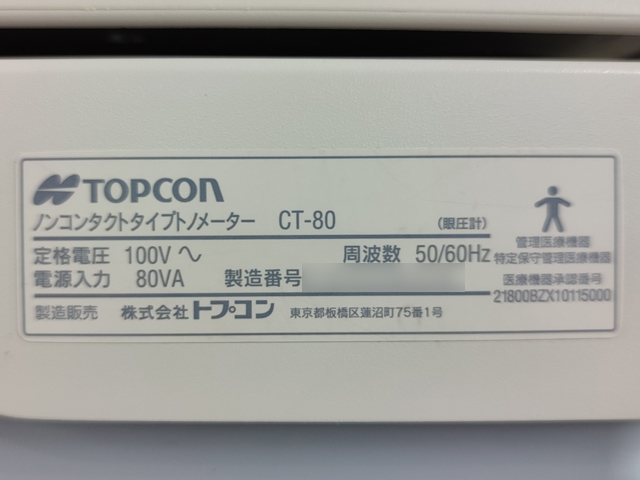 TOPCON
ノンコンタクトタイプトノメーター CT-80 (眼圧計)
定格電圧 100V～ 周波数 50/60Hz
電源入力 80VA 製造番号
製造販売 株式会社トプコン 東京都板橋区蓮沼町75番1号
管理医療機器
特定保守管理医療機器
医療機器承認番号
21800BZX10115000